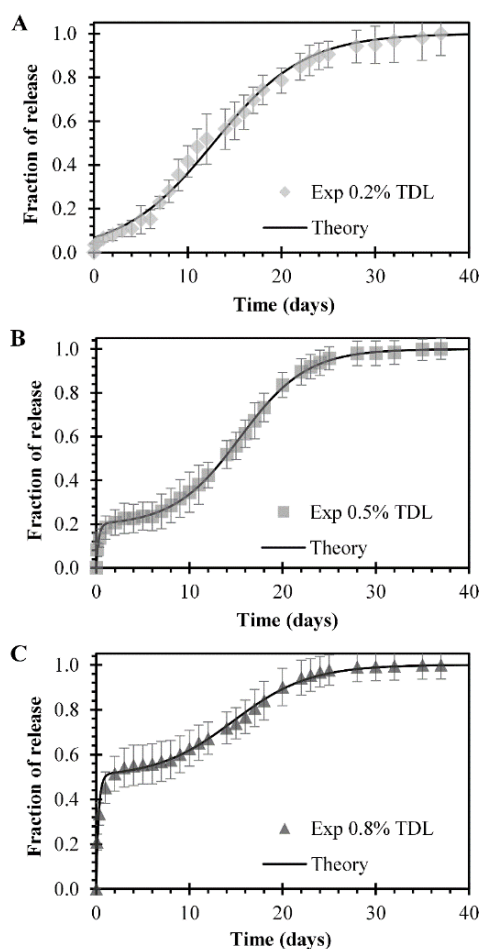 A
Fraction of release
1.0
0.8
0.6
0.4
0.2
0.0
Exp 0.2% TDL
Theory
0 10 20 30 40
Time (days)
B
Fraction of release
1.0
0.8
0.6
0.4
0.2
0.0
Exp 0.5% TDL
Theory
0 10 20 30 40
Time (days)
C
Fraction of release
1.0
0.8
0.6
0.4
0.2
0.0
Exp 0.8% TDL
Theory
0 10 20 30 40
Time (days)